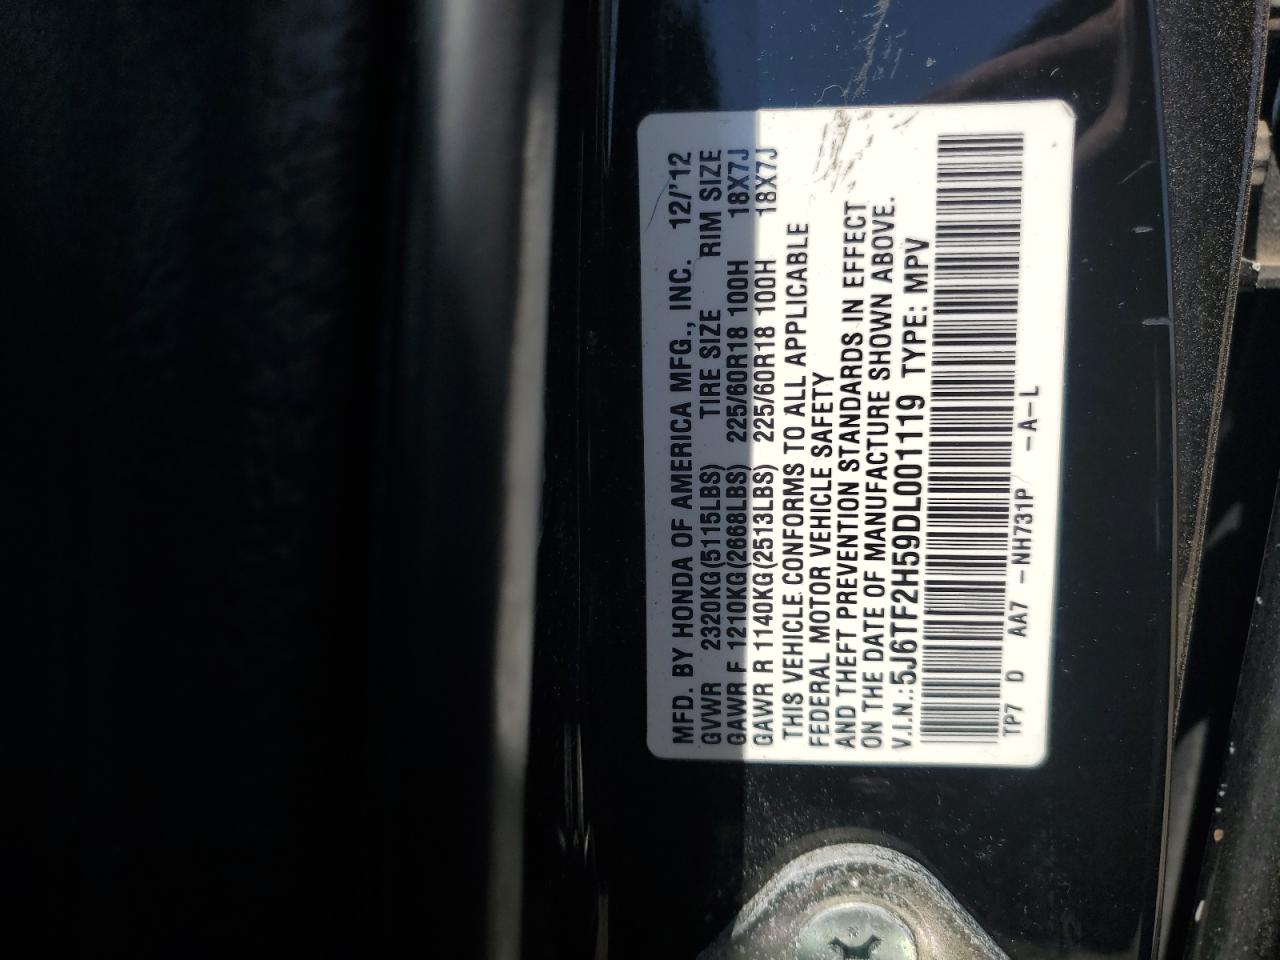 MFD. BY HONDA OF AMERICA MFG., INC. 12/'12
GVWR 2320KG(5115LBS) TIRE SIZE RIM SIZE
GAWR F 1210KG(2668LBS) 225/60R18 100H 18X7J
GAWR R 1140KG(2513LBS) 225/60R18 100H 18X7J
THIS VEHICLE CONFORMS TO ALL APPLICABLE
FEDERAL MOTOR VEHICLE SAFETY
AND THEFT PREVENTION STANDARDS IN EFFECT
ON THE DATE OF MANUFACTURE SHOWN ABOVE.
V.I.N.:5J6TF2H59DL001119 TYPE: MPV
TP7 D AA7 -NH731P -A-L